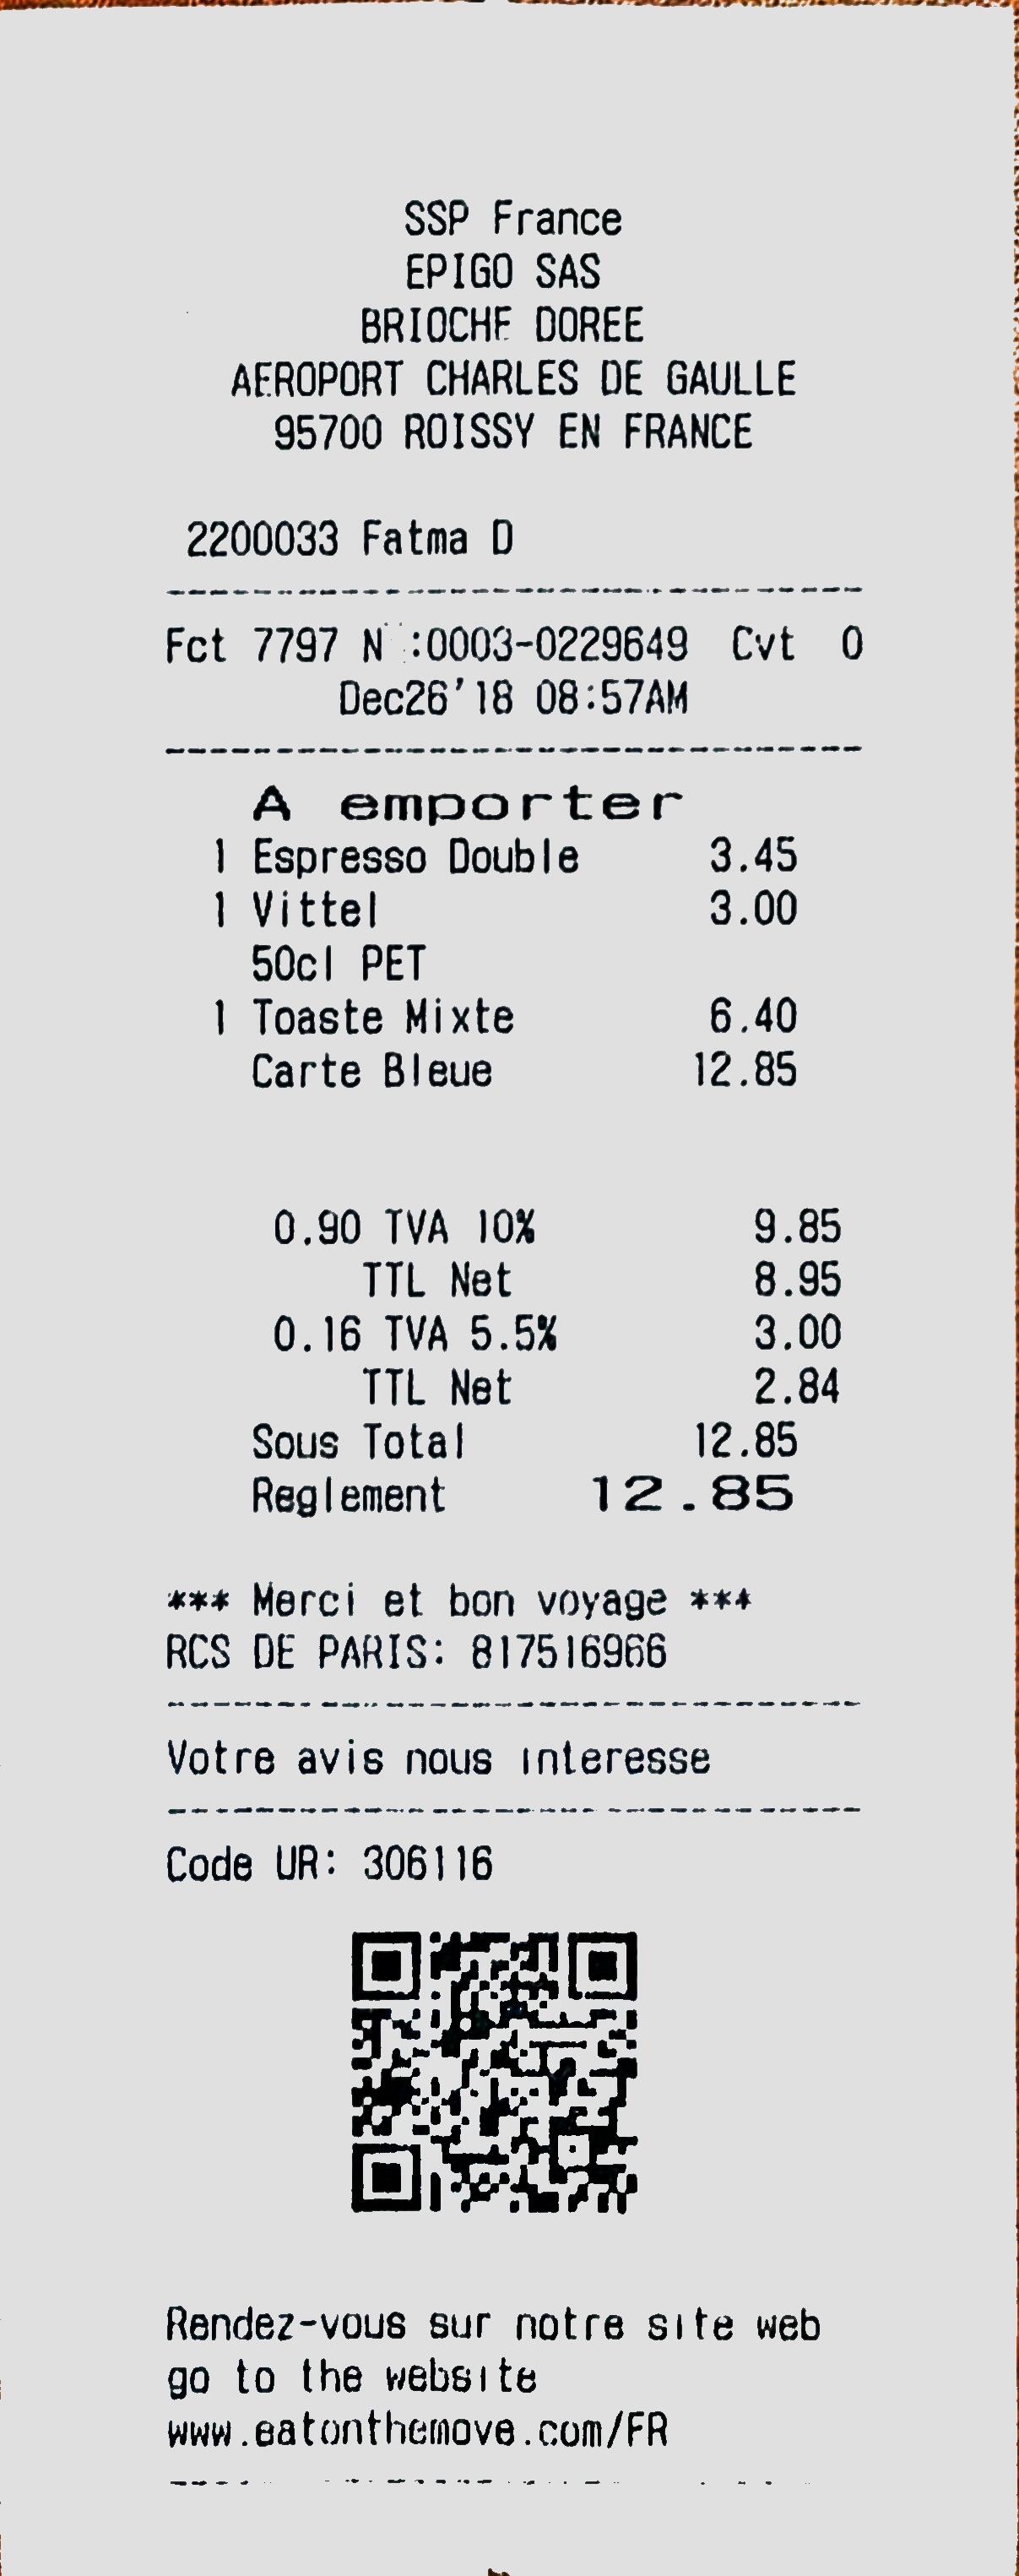 SSP France
EPIGO SAS
BRIOCHE DOREE
AEROPORT CHARLES DE GAULLE
95700 ROISSY EN FRANCE
2200033 Fatma D
--------------------------------
Fct 7797 N :0003-0229649 Cvt 0
Dec26'18 08:57AM
--------------------------------
A emporter
1 Espresso Double 3.45
1 Vittel 3.00
50cl PET
1 Toaste Mixte 6.40
Carte Bleue 12.85
0.90 TVA 10% 9.85
TTL Net 8.95
0.16 TVA 5.5% 3.00
TTL Net 2.84
Sous Total 12.85
Reglement 12.85
*** Merci et bon voyage ***
RCS DE PARIS: 817516966
--------------------------------
Votre avis nous interesse
--------------------------------
Code UR: 306116
Rendez-vous sur notre site web
go to the website
www.eatonthemove.com/FR
--------------------------------